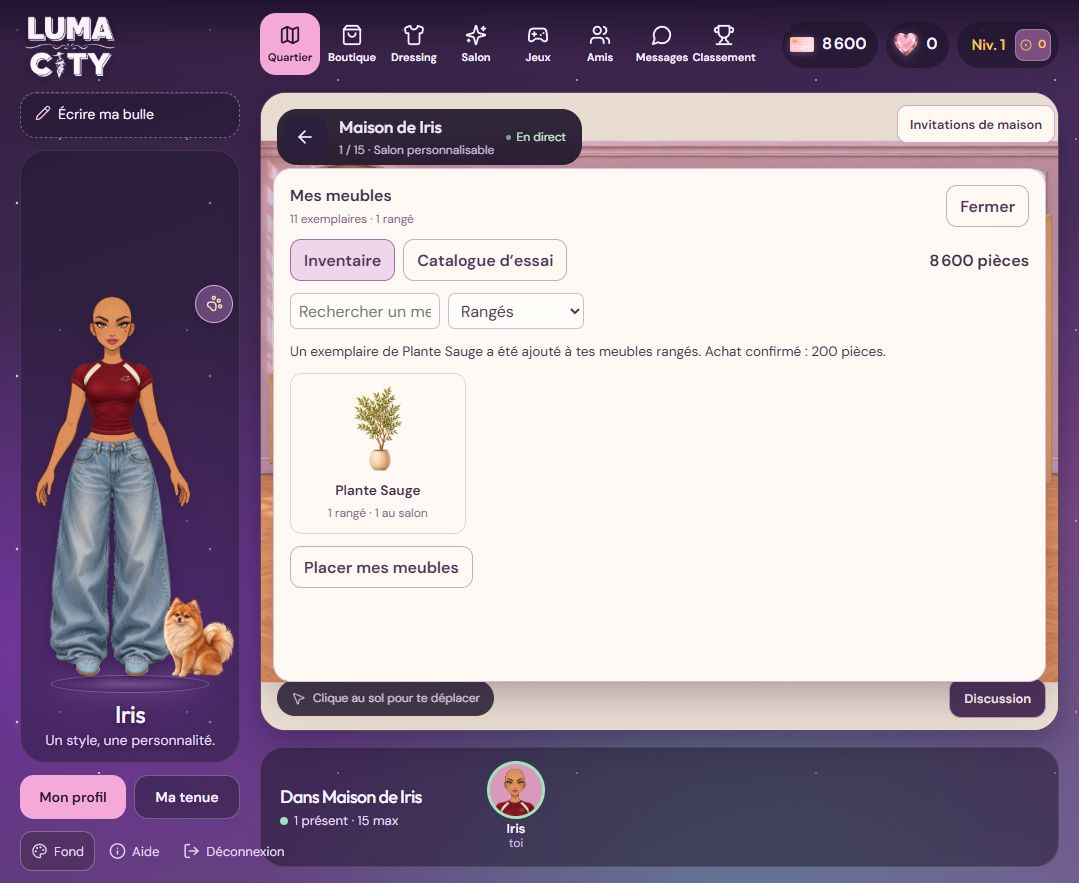 LUMA
CITY
Quartier
Boutique
Dressing
Salon
Jeux
Amis
Messages
Classement
8 600
0
Niv. 1
0
Écrire ma bulle
Maison de Iris
1 / 15 · Salon personnalisable
En direct
Invitations de maison
Mes meubles
11 exemplaires · 1 rangé
Fermer
Inventaire
Catalogue d’essai
8 600 pièces
Rechercher un me
Rangés
Un exemplaire de Plante Sauge a été ajouté à tes meubles rangés. Achat confirmé : 200 pièces.
Plante Sauge
1 rangé · 1 au salon
Placer mes meubles
Clique au sol pour te déplacer
Discussion
Iris
Un style, une personnalité.
Mon profil
Ma tenue
Fond
Aide
Déconnexion
Dans Maison de Iris
1 présent · 15 max
Iris
toi